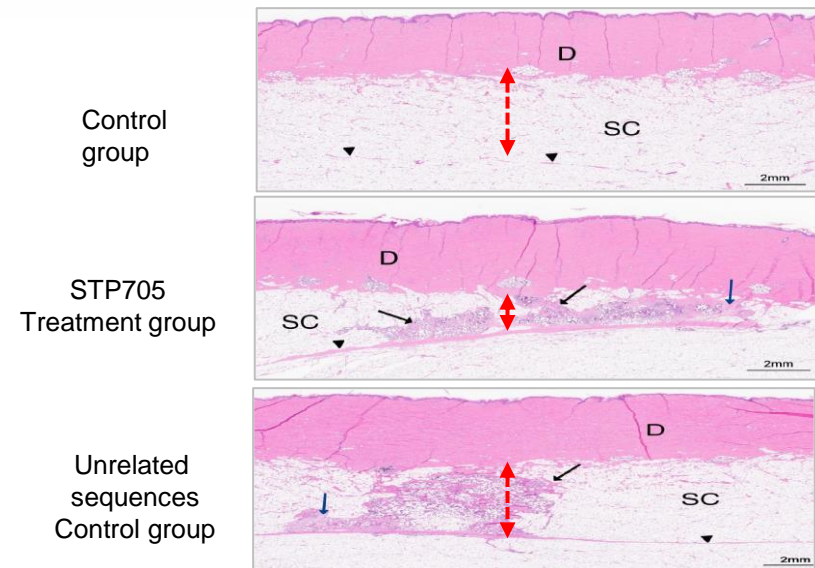 Control
group
D
SC
2mm
STP705
Treatment group
D
SC
2mm
Unrelated
sequences
Control group
D
SC
2mm